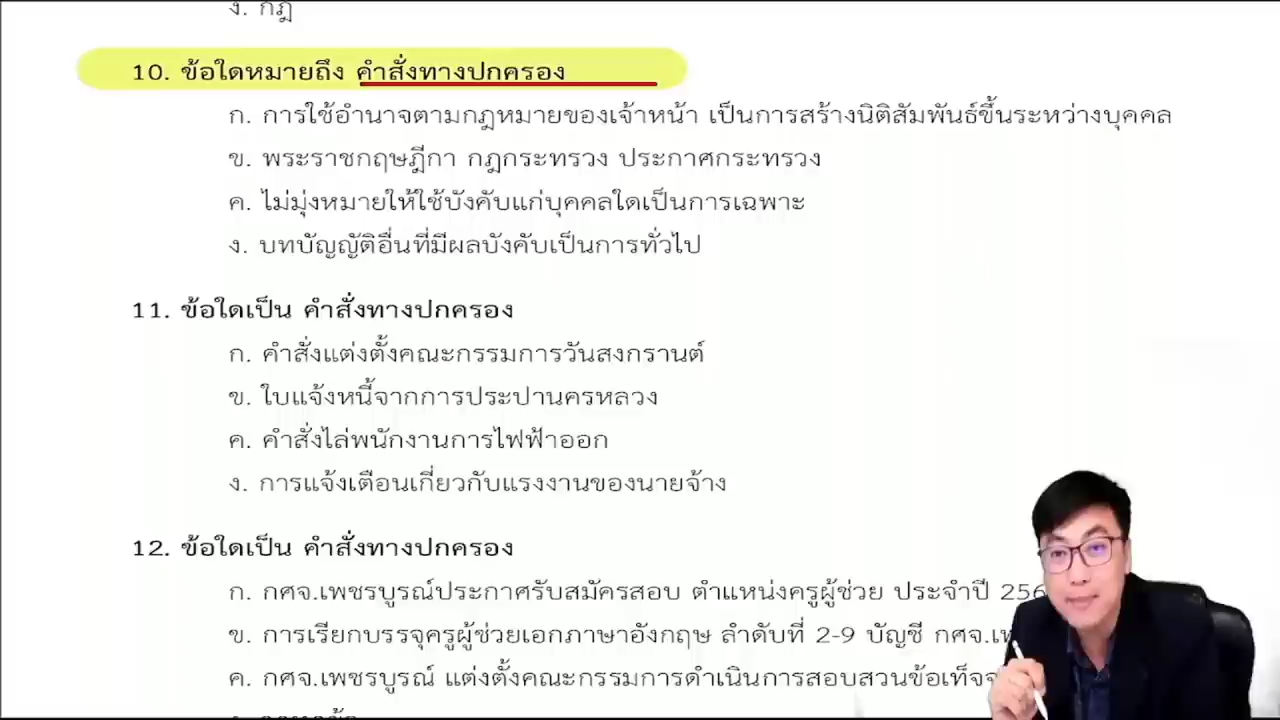 ง. กฎ
10. ข้อใดหมายถึง คำสั่งทางปกครอง
ก. การใช้อำนาจตามกฎหมายของเจ้าหน้า เป็นการสร้างนิติสัมพันธ์ขึ้นระหว่างบุคคล
ข. พระราชกฤษฎีกา กฎกระทรวง ประกาศกระทรวง
ค. ไม่มุ่งหมายให้ใช้บังคับแก่บุคคลใดเป็นการเฉพาะ
ง. บทบัญญัติอื่นที่มีผลบังคับเป็นการทั่วไป
11. ข้อใดเป็น คำสั่งทางปกครอง
ก. คำสั่งแต่งตั้งคณะกรรมการวันสงกรานต์
ข. ใบแจ้งหนี้จากการประปานครหลวง
ค. คำสั่งไล่พนักงานการไฟฟ้าออก
ง. การแจ้งเตือนเกี่ยวกับแรงงานของนายจ้าง
12. ข้อใดเป็น คำสั่งทางปกครอง
ก. กศจ.เพชรบูรณ์ประกาศรับสมัครสอบ ตำแหน่งครูผู้ช่วย ประจำปี 256
ข. การเรียกบรรจุครูผู้ช่วยเอกภาษาอังกฤษ ลำดับที่ 2-9 บัญชี กศจ.
ค. กศจ.เพชรบูรณ์ แต่งตั้งคณะกรรมการดำเนินการสอบสวนข้อเท็จ